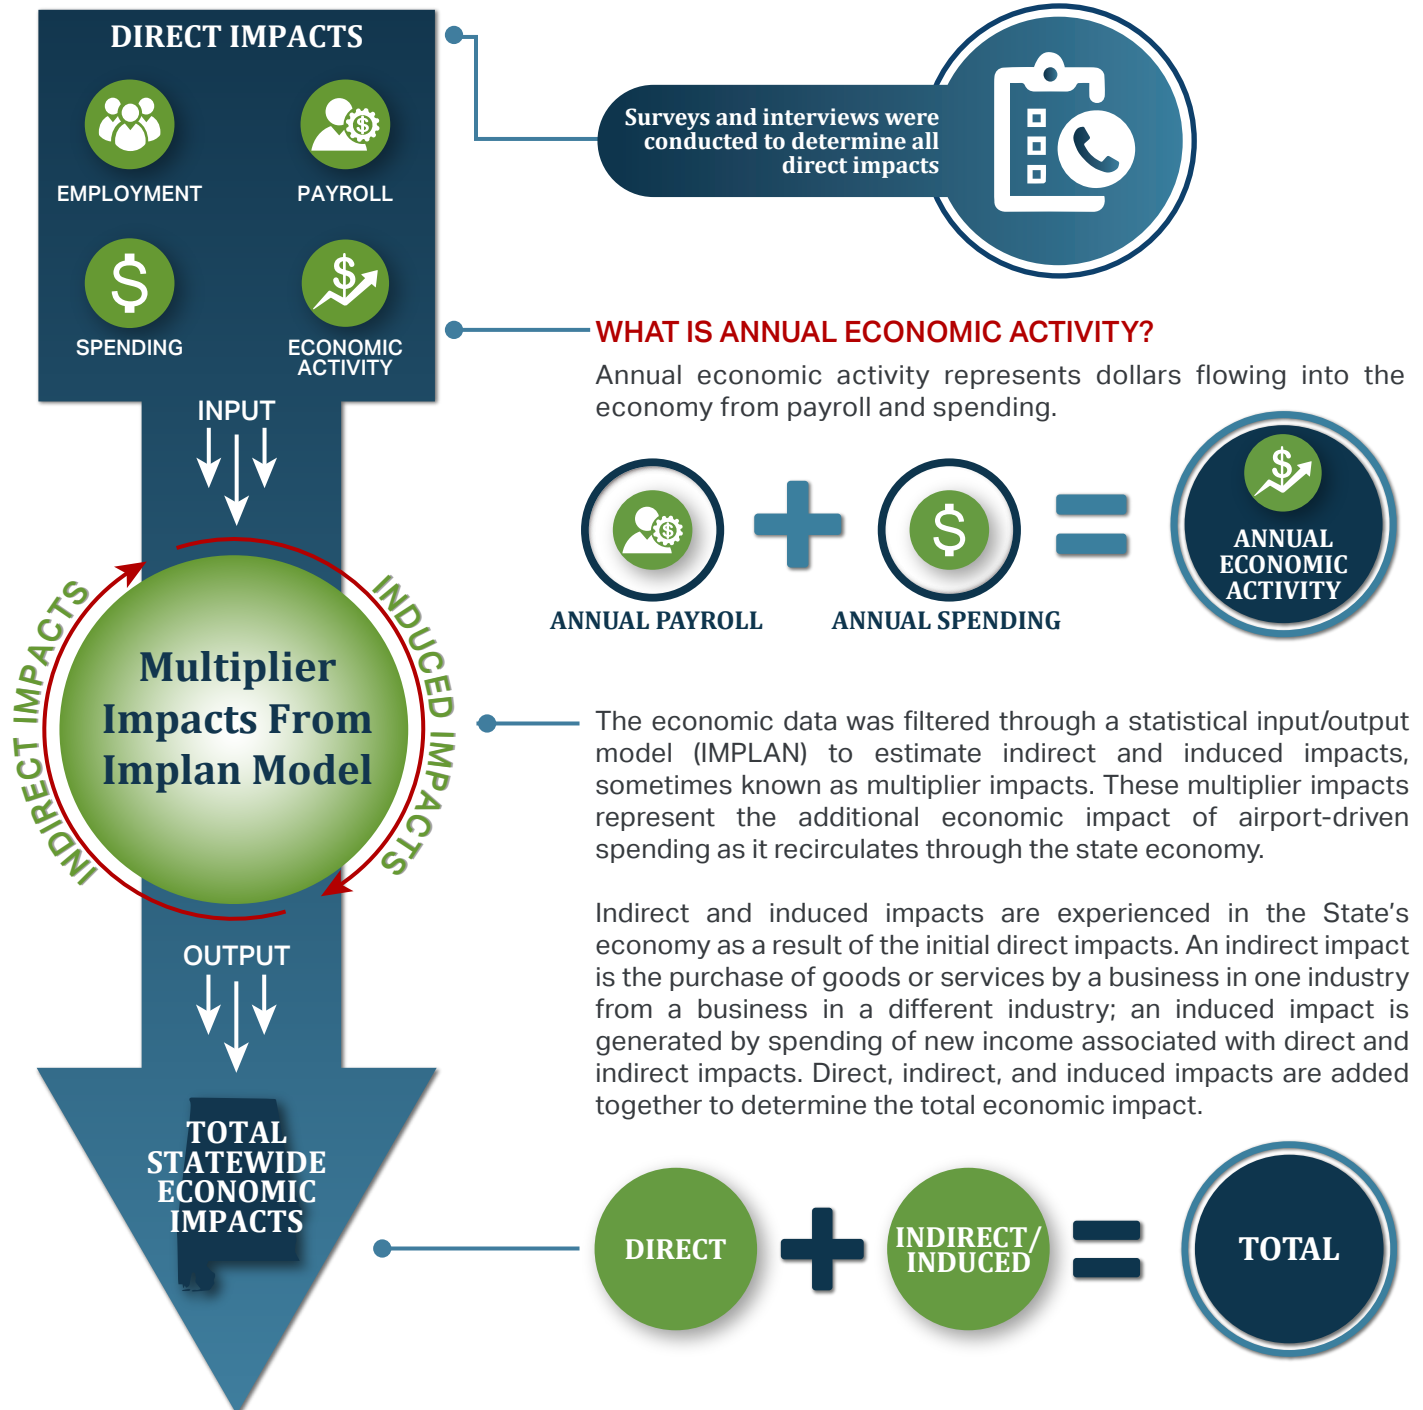 DIRECT IMPACTS
EMPLOYMENT
PAYROLL
SPENDING
ECONOMIC
ACTIVITY
Surveys and interviews were
conducted to determine all
direct impacts
WHAT IS ANNUAL ECONOMIC ACTIVITY?
Annual economic activity represents dollars flowing into the
economy from payroll and spending.
ANNUAL PAYROLL
ANNUAL SPENDING
ANNUAL
ECONOMIC
ACTIVITY
INPUT
INDIRECT IMPACTS
INDUCED IMPACTS
Multiplier
Impacts From
Implan Model
The economic data was filtered through a statistical input/output
model (IMPLAN) to estimate indirect and induced impacts,
sometimes known as multiplier impacts. These multiplier impacts
represent the additional economic impact of airport-driven
spending as it recirculates through the state economy.
Indirect and induced impacts are experienced in the State's
economy as a result of the initial direct impacts. An indirect impact
is the purchase of goods or services by a business in one industry
from a business in a different industry; an induced impact is
generated by spending of new income associated with direct and
indirect impacts. Direct, indirect, and induced impacts are added
together to determine the total economic impact.
OUTPUT
TOTAL
STATEWIDE
ECONOMIC
IMPACTS
DIRECT
INDIRECT/
INDUCED
TOTAL